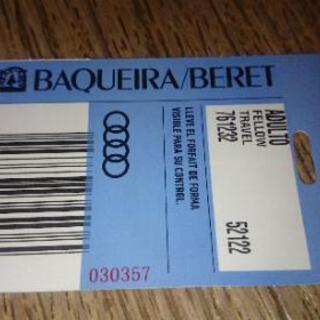 BAQUEIRA/BERET
LLEVE EL FORFAIT DE FORMA
VISIBLE PARA SU CONTROL.
ADULTO
FELLOW
TRAVEL
761232
52122
030357